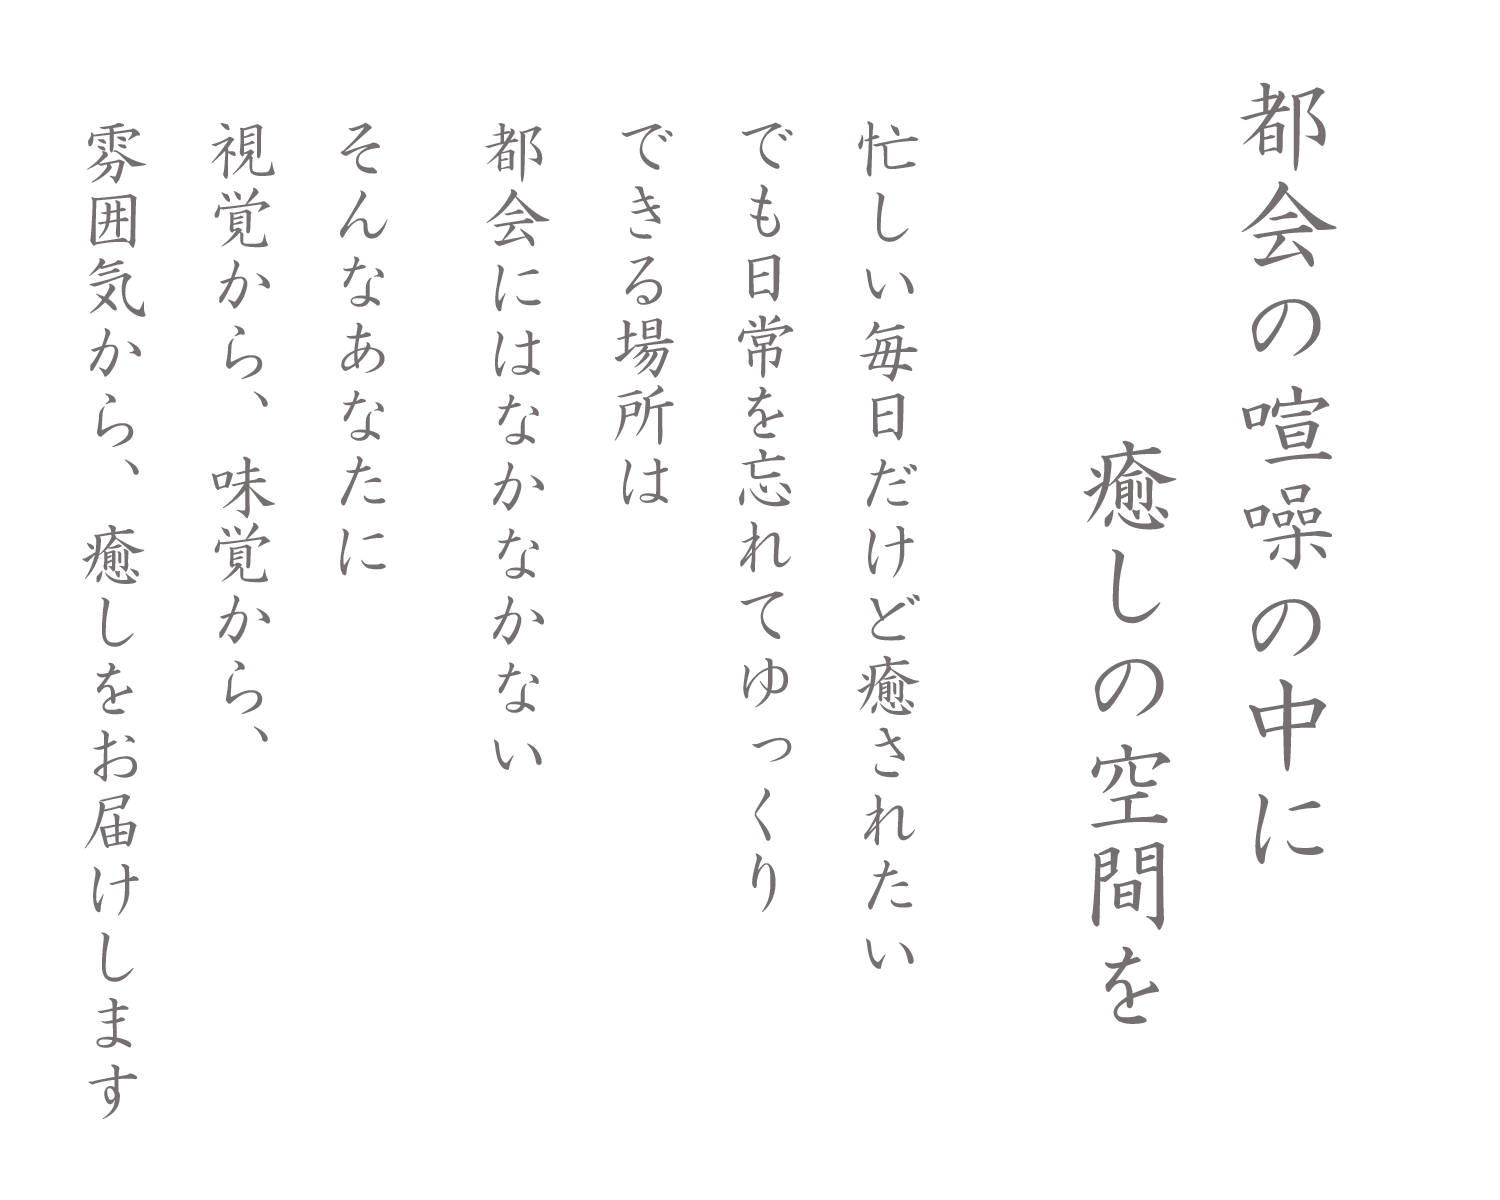 都会の喧噪の中に
癒しの空間を
忙しい毎日だけど癒されたい
でも日常を忘れてゆっくり
できる場所は
都会にはなかなかない
そんなあなたに
視覚から、味覚から、
雰囲気から、癒しをお届けします